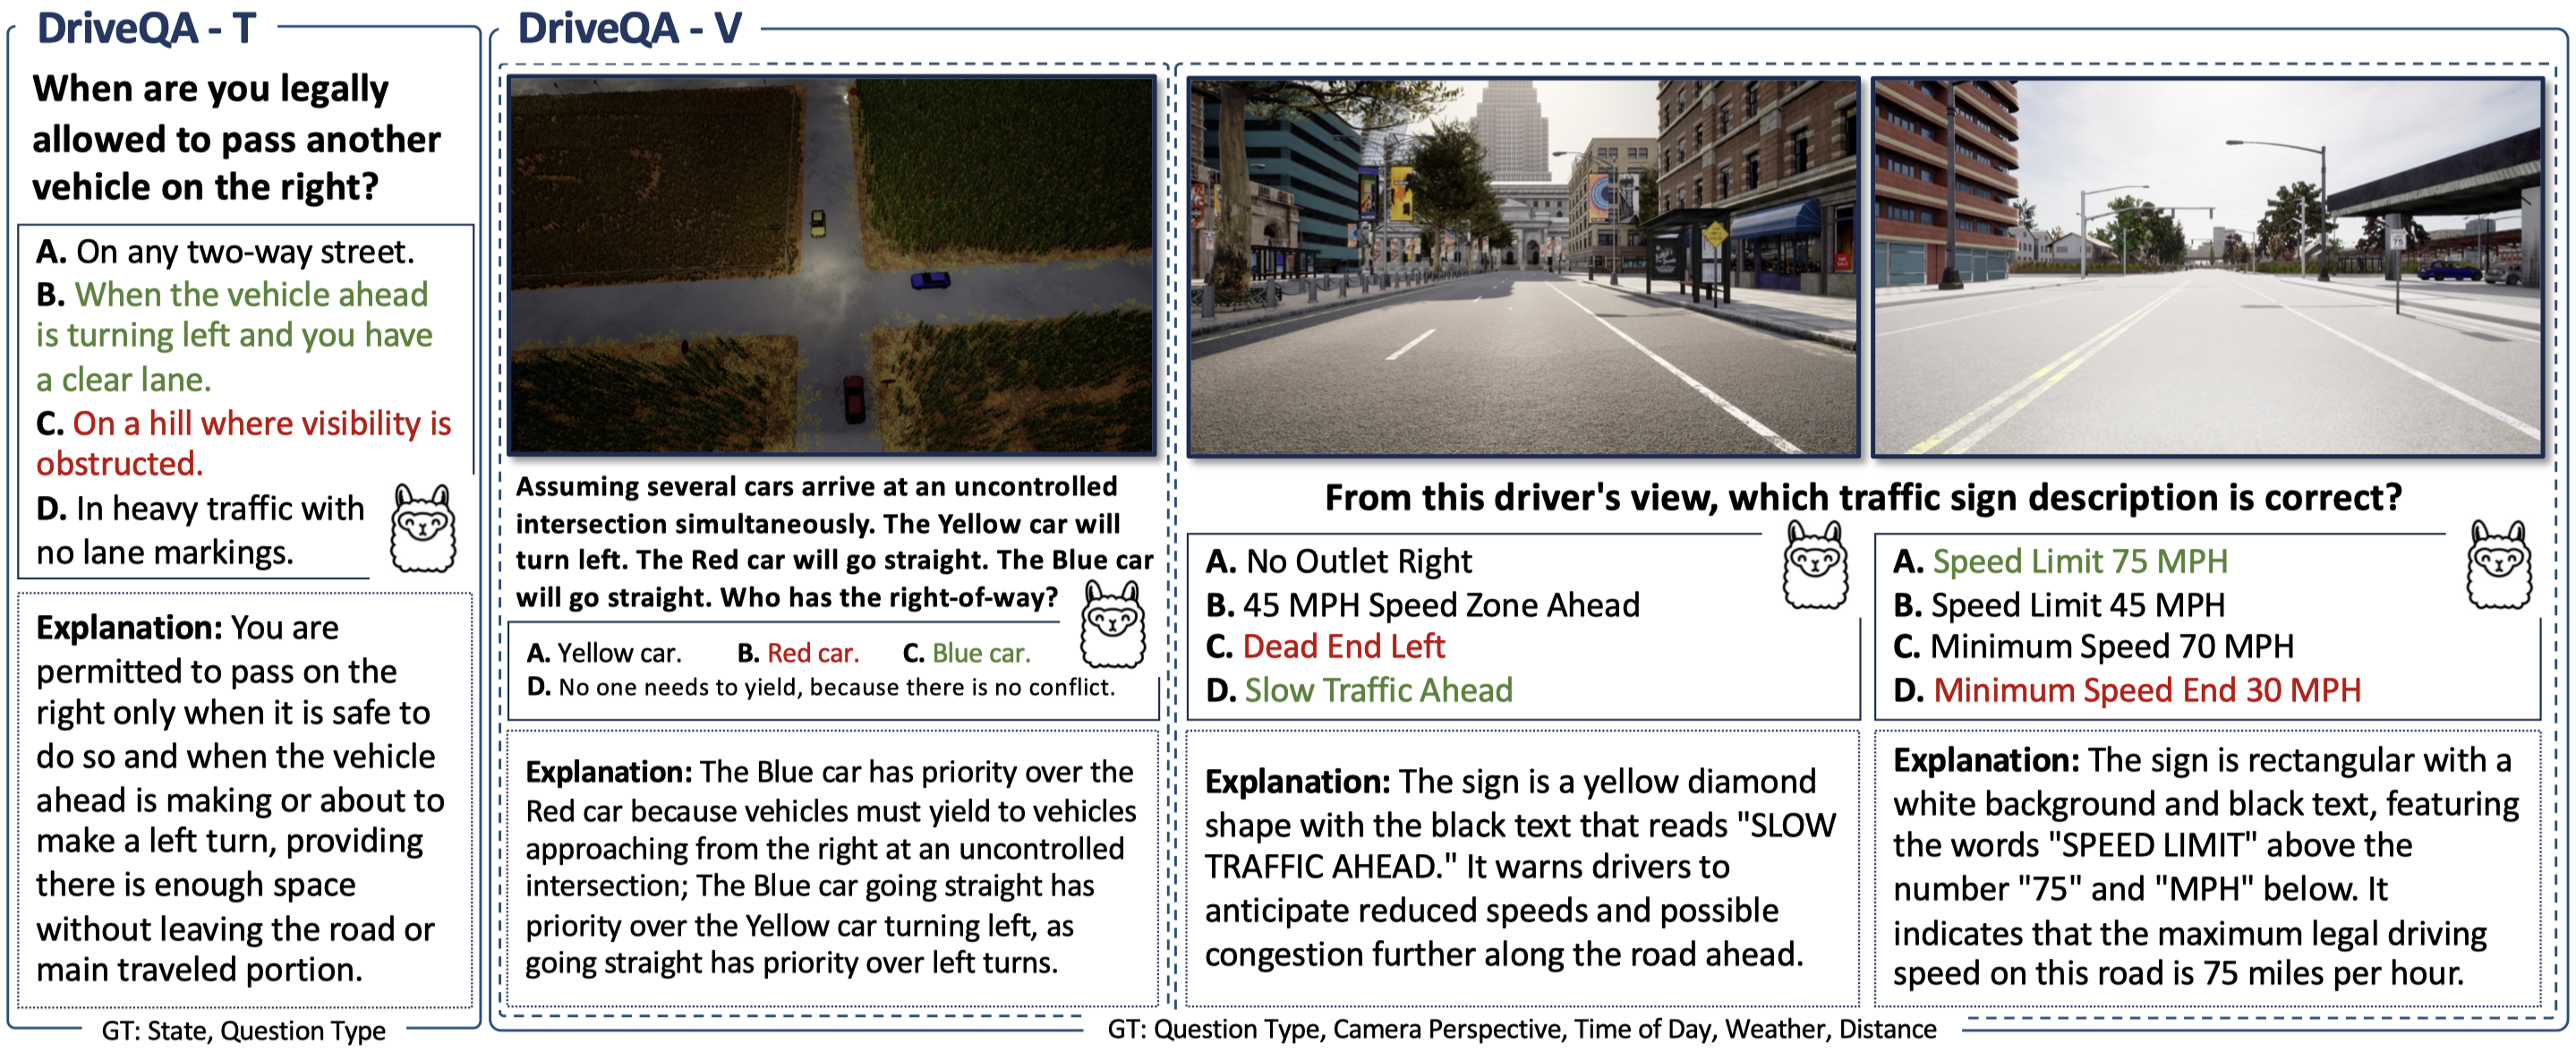 DriveQA - T
When are you legally
allowed to pass another
vehicle on the right?
A. On any two-way street.
B. When the vehicle ahead
is turning left and you have
a clear lane.
C. On a hill where visibility is
obstructed.
D. In heavy traffic with
no lane markings.
Explanation: You are
permitted to pass on the
right only when it is safe to
do so and when the vehicle
ahead is making or about to
make a left turn, providing
there is enough space
without leaving the road or
main traveled portion.
GT: State, Question Type
DriveQA - V
Assuming several cars arrive at an uncontrolled
intersection simultaneously. The Yellow car will
turn left. The Red car will go straight. The Blue car
will go straight. Who has the right-of-way?
A. Yellow car. B. Red car. C. Blue car.
D. No one needs to yield, because there is no conflict.
Explanation: The Blue car has priority over the
Red car because vehicles must yield to vehicles
approaching from the right at an uncontrolled
intersection; The Blue car going straight has
priority over the Yellow car turning left, as
going straight has priority over left turns.
75
From this driver's view, which traffic sign description is correct?
A. No Outlet Right
B. 45 MPH Speed Zone Ahead
C. Dead End Left
D. Slow Traffic Ahead
Explanation: The sign is a yellow diamond
shape with the black text that reads "SLOW
TRAFFIC AHEAD." It warns drivers to
anticipate reduced speeds and possible
congestion further along the road ahead.
A. Speed Limit 75 MPH
B. Speed Limit 45 MPH
C. Minimum Speed 70 MPH
D. Minimum Speed End 30 MPH
Explanation: The sign is rectangular with a
white background and black text, featuring
the words "SPEED LIMIT" above the
number "75" and "MPH" below. It
indicates that the maximum legal driving
speed on this road is 75 miles per hour.
GT: Question Type, Camera Perspective, Time of Day, Weather, Distance